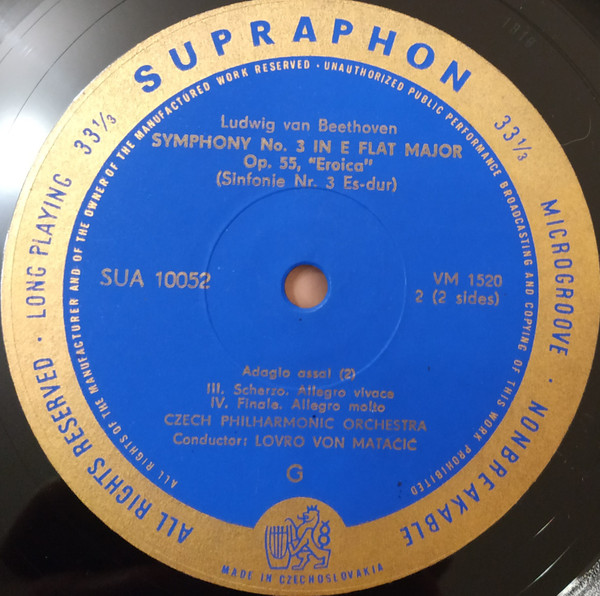 SUPRAPHON
33⅓
33⅓
LONG PLAYING
MICROGROOVE · NONBREAKABLE
ALL RIGHTS RESERVED ·
ALL RIGHTS OF THE MANUFACTURER AND OF THE OWNER OF THE MANUFACTURED WORK RESERVED · UNAUTHORIZED PUBLIC PERFORMANCE BROADCASTING AND COPYING OF THIS WORK PROHIBITED
Ludwig van Beethoven
SYMPHONY No. 3 IN E FLAT MAJOR
Op. 55, "Eroica"
(Sinfonie Nr. 3 Es-dur)
SUA 10052
VM 1520
2 (2 sides)
Adagio assai (2)
III. Scherzo. Allegro vivace
IV. Finale. Allegro molto
CZECH PHILHARMONIC ORCHESTRA
Conductor: LOVRO VON MATAČIĆ
G
MADE IN CZECHOSLOVAKIA